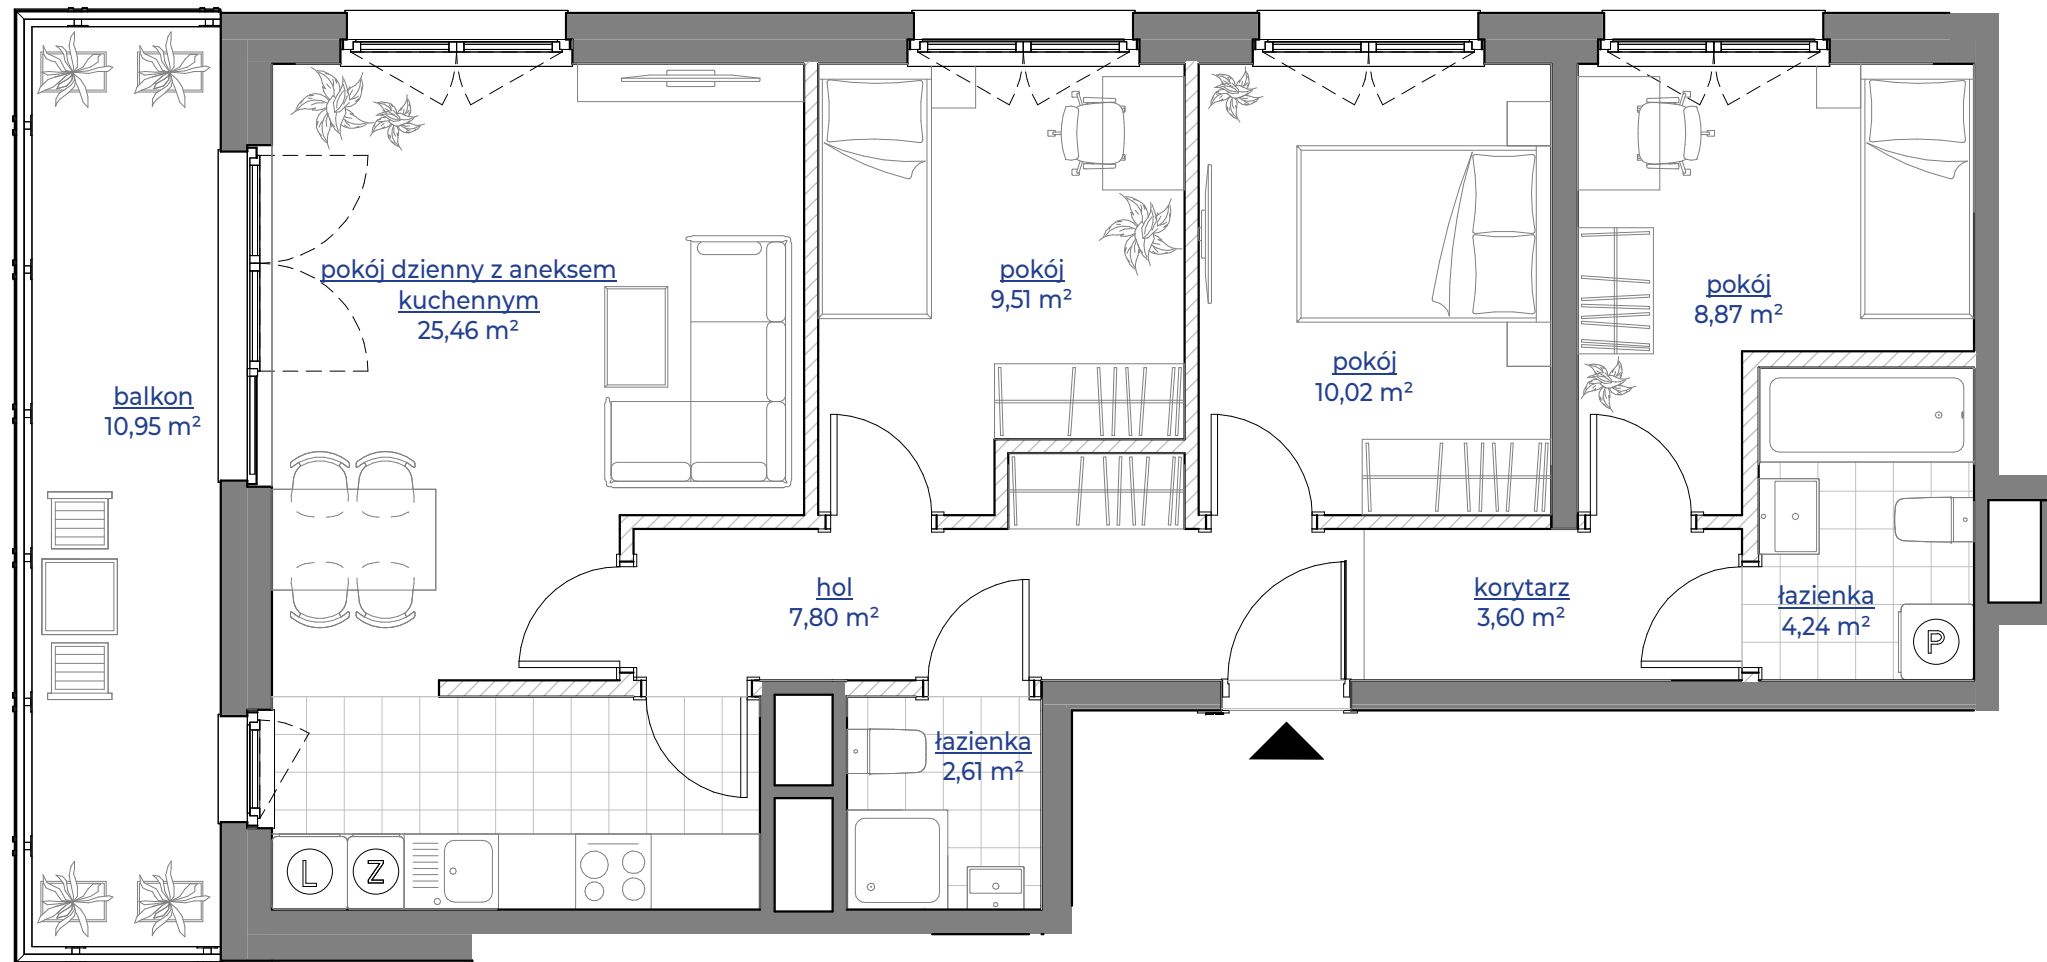 pokój dzienny z aneksem
kuchennym
25,46 m²
pokój
9,51 m²
pokój
10,02 m²
pokój
8,87 m²
balkon
10,95 m²
hol
7,80 m²
korytarz
3,60 m²
łazienka
4,24 m²
P
łazienka
2,61 m²
L
Z